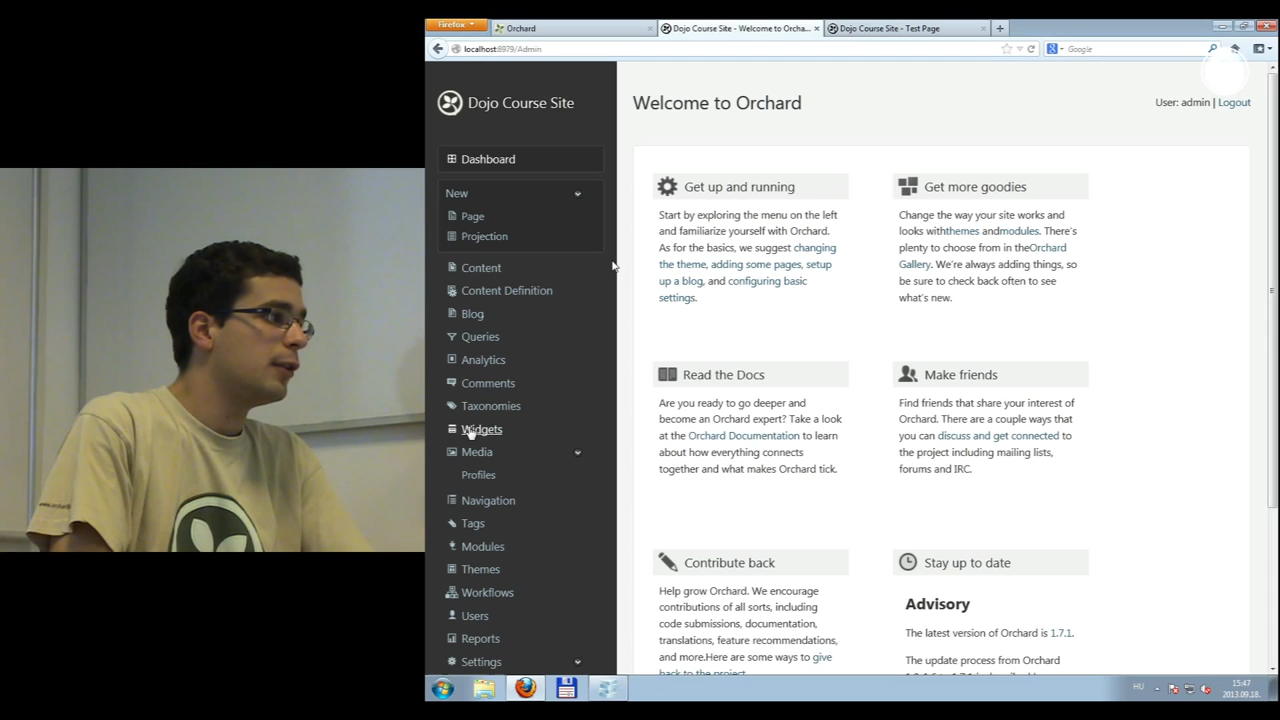 Firefox
Orchard
Dojo Course Site - Welcome to Orcha...
Dojo Course Site - Test Page
localhost:8979/Admin
Google
Dojo Course Site
Dashboard
New
Page
Projection
Content
Content Definition
Blog
Queries
Analytics
Comments
Taxonomies
Widgets
Media
Profiles
Navigation
Tags
Modules
Themes
Workflows
Users
Reports
Settings
Welcome to Orchard
User: admin | Logout
Get up and running
Start by exploring the menu on the left
and familiarize yourself with Orchard.
As for the basics, we suggest changing
the theme, adding some pages, setup
up a blog, and configuring basic
settings.
Get more goodies
Change the way your site works and
looks withthemes andmodules. There's
plenty to choose from in theOrchard
Gallery. We're always adding things, so
be sure to check back often to see
what's new.
Read the Docs
Are you ready to go deeper and
become an Orchard expert? Take a look
at the Orchard Documentation to learn
about how everything connects
together and what makes Orchard tick.
Make friends
Find friends that share your interest of
Orchard. There are a couple ways that
you can discuss and get connected to
the project including mailing lists,
forums and IRC.
Contribute back
Help grow Orchard. We encourage
contributions of all sorts, including
code submissions, documentation,
translations, feature recommendations,
and more.Here are some ways to give
back to the project.
Stay up to date
Advisory
The latest version of Orchard is 1.7.1.
The update process from Orchard
HU
15:47
2013.09.18.